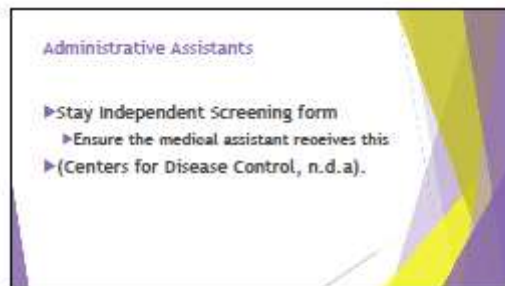 Administrative Assistants
▶Stay Independent Screening form
▶Ensure the medical assistant receives this
▶(Centers for Disease Control, n.d.a).